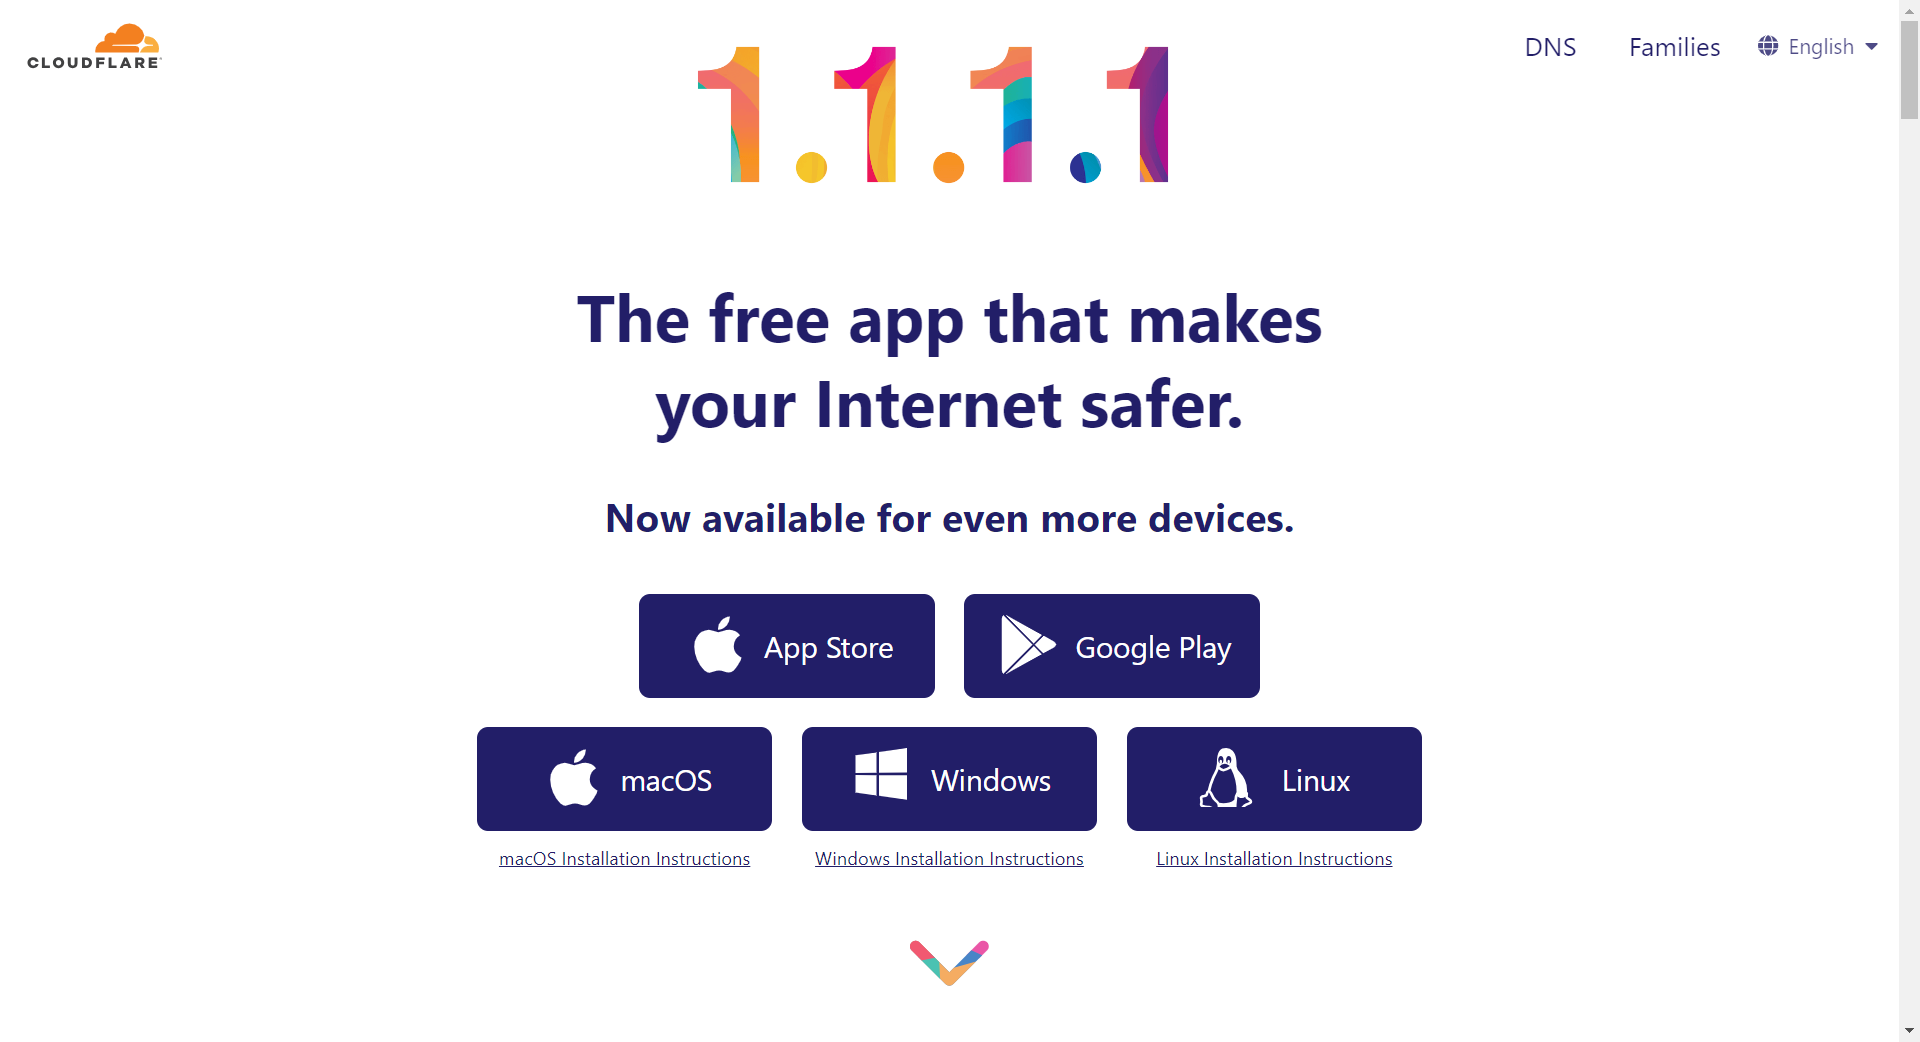 CLOUDFLARE
1.1.1.1
DNS
Families
English
The free app that makes
your Internet safer.
Now available for even more devices.
App Store
Google Play
macOS
Windows
Linux
macOS Installation Instructions
Windows Installation Instructions
Linux Installation Instructions